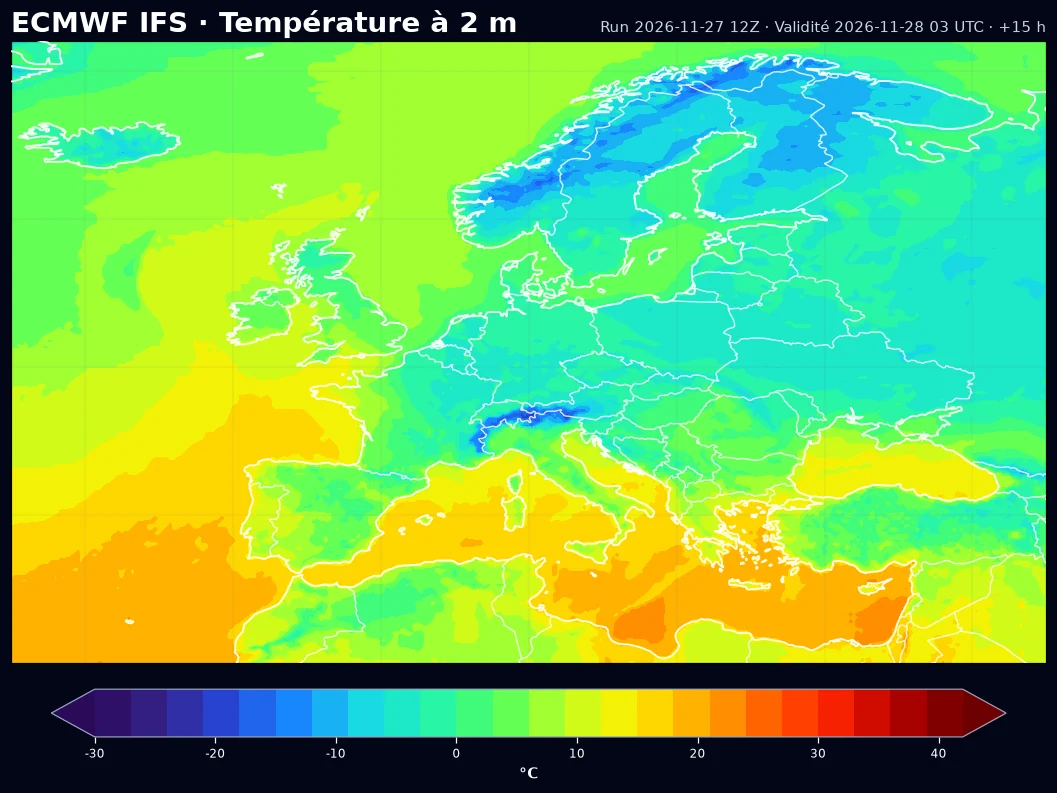 ECMWF IFS · Température à 2 m
Run 2026-11-27 12Z · Validité 2026-11-28 03 UTC · +15 h
-30 -20 -10 0 10 20 30 40
°C